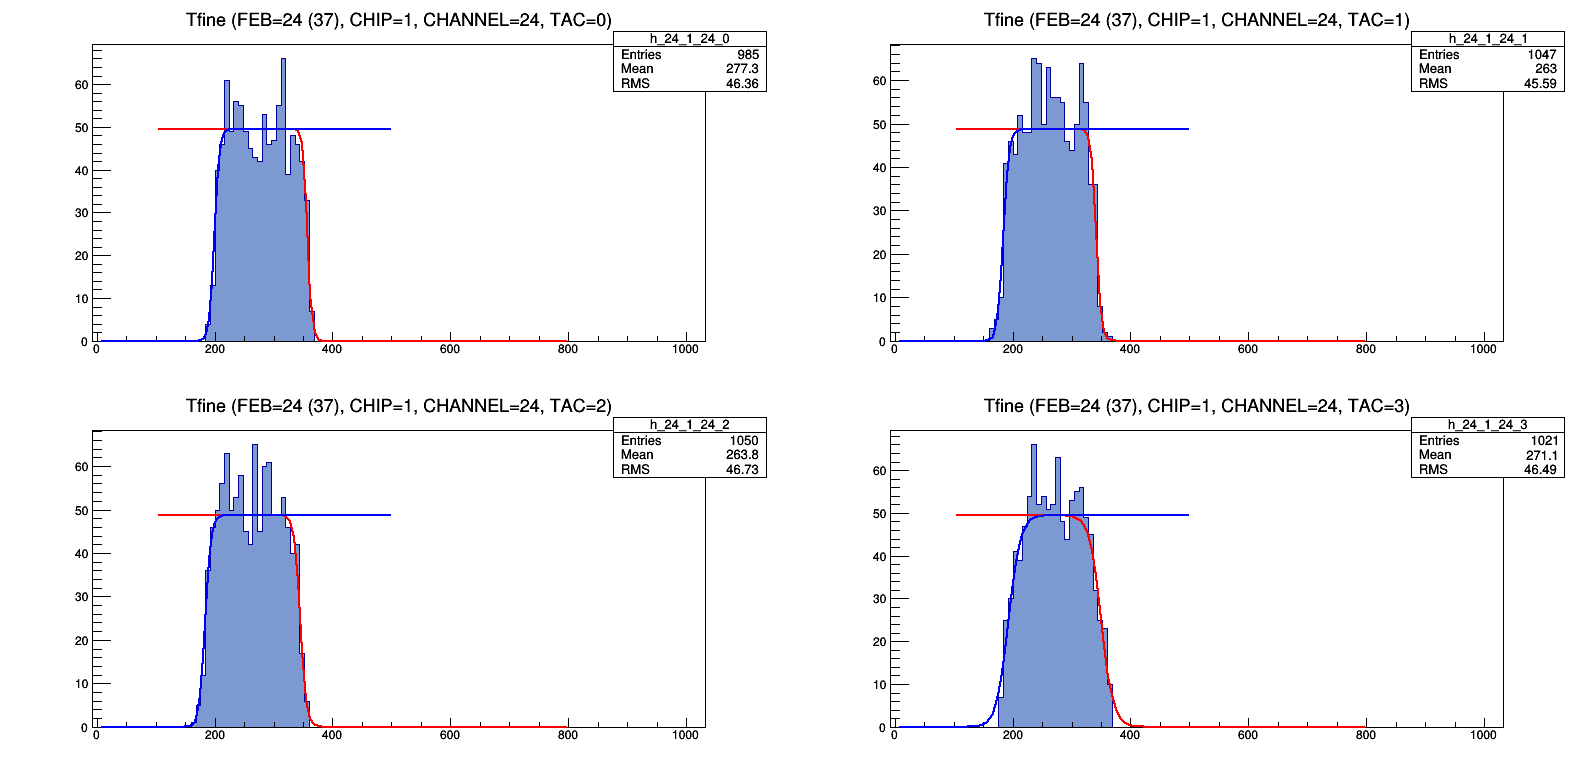 Tfine (FEB=24 (37), CHIP=1, CHANNEL=24, TAC=0)
h_24_1_24_0
Entries 985
Mean 277.3
RMS 46.36
60
50
40
30
20
10
0
0 200 400 600 800 1000
Tfine (FEB=24 (37), CHIP=1, CHANNEL=24, TAC=1)
h_24_1_24_1
Entries 1047
Mean 263
RMS 45.59
60
50
40
30
20
10
0
0 200 400 600 800 1000
Tfine (FEB=24 (37), CHIP=1, CHANNEL=24, TAC=2)
h_24_1_24_2
Entries 1050
Mean 263.8
RMS 46.73
60
50
40
30
20
10
0
0 200 400 600 800 1000
Tfine (FEB=24 (37), CHIP=1, CHANNEL=24, TAC=3)
h_24_1_24_3
Entries 1021
Mean 271.1
RMS 46.49
60
50
40
30
20
10
0
0 200 400 600 800 1000